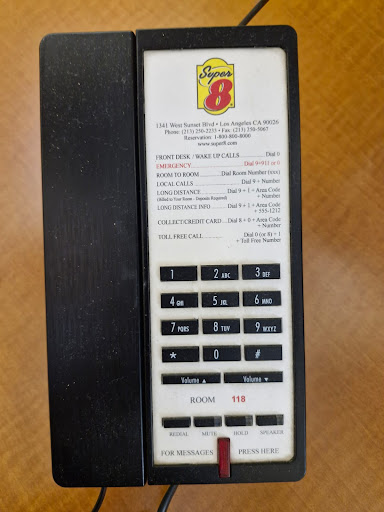 Super
8
1341 West Sunset Blvd • Los Angeles CA 90026
Phone: (213) 250-2233 • Fax: (213) 250-5067
Reservation: 1-800-800-8000
www.super8.com
FRONT DESK / WAKE UP CALLS ........ Dial 0
EMERGENCY ........ Dial 9+911 or 0
ROOM TO ROOM ........ Dial Room Number (xxx)
LOCAL CALLS ........ Dial 9 + Number
LONG DISTANCE ........ Dial 9 + 1 + Area Code
(Billed to Your Room - Deposits Required) + Number
LONG DISTANCE INFO ........ Dial 9 + 1 + Area Code
+ 555-1212
COLLECT/CREDIT CARD ..... Dial 8 + 0 + Area Code
+ Number
TOLL FREE CALL ........ Dial 0 (or 8) + 1
+ Toll Free Number
1 2 ABC 3 DEF
4 GHI 5 JKL 6 MNO
7 PQRS 8 TUV 9 WXYZ
* 0 #
Volume ▲ Volume ▼
ROOM 118
REDIAL MUTE HOLD SPEAKER
FOR MESSAGES PRESS HERE